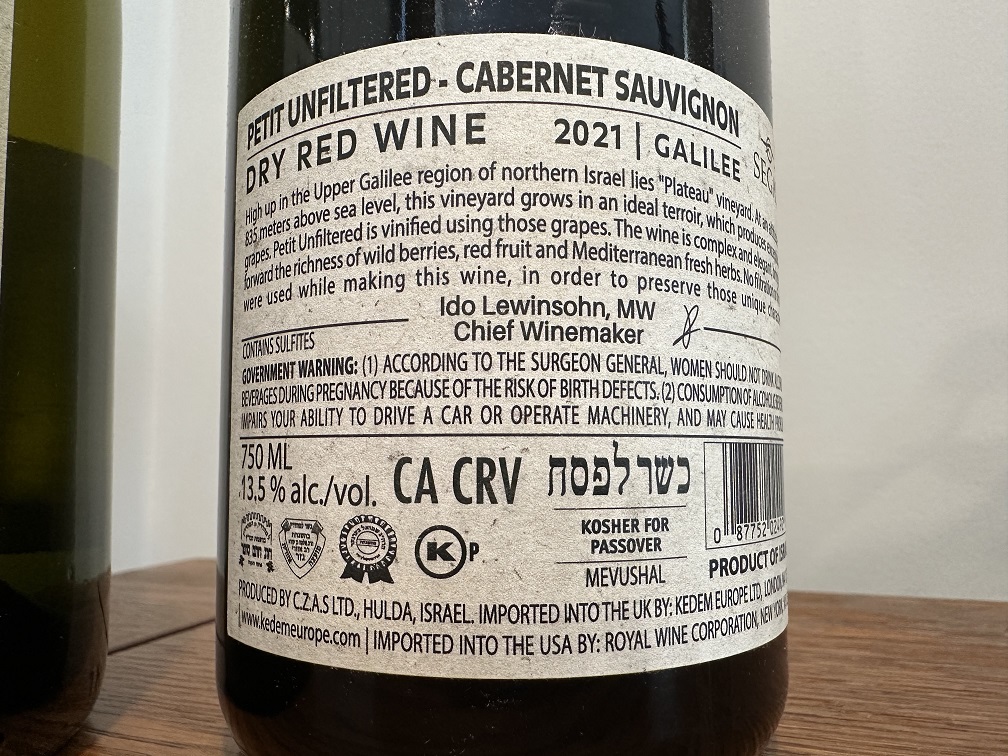 PETIT UNFILTERED - CABERNET SAUVIGNON
DRY RED WINE 2021 | GALILEE
High up in the Upper Galilee region of northern Israel lies "Plateau" vineyard. At an
835 meters above sea level, this vineyard grows in an ideal terroir, which produces
grapes. Petit Unfiltered is vinified using those grapes. The wine is complex and elegant,
forward the richness of wild berries, red fruit and Mediterranean fresh herbs. No filtration
were used while making this wine, in order to preserve those unique
Ido Lewinsohn, MW
Chief Winemaker
CONTAINS SULFITES
GOVERNMENT WARNING: (1) ACCORDING TO THE SURGEON GENERAL, WOMEN SHOULD NOT DRINK
BEVERAGES DURING PREGNANCY BECAUSE OF THE RISK OF BIRTH DEFECTS. (2) CONSUMPTION OF ALCOHOLIC
IMPAIRS YOUR ABILITY TO DRIVE A CAR OR OPERATE MACHINERY, AND MAY CAUSE HEALTH
750 ML
13.5 % alc./vol.
CA CRV
כשר לפסח
KOSHER FOR
PASSOVER
MEVUSHAL
K P
0 87752
PRODUCT OF
PRODUCED BY C.Z.A.S LTD., HULDA, ISRAEL. IMPORTED INTO THE UK BY: KEDEM EUROPE LTD, LONDON
www.kedemeurope.com | IMPORTED INTO THE USA BY: ROYAL WINE CORPORATION, NEW YORK